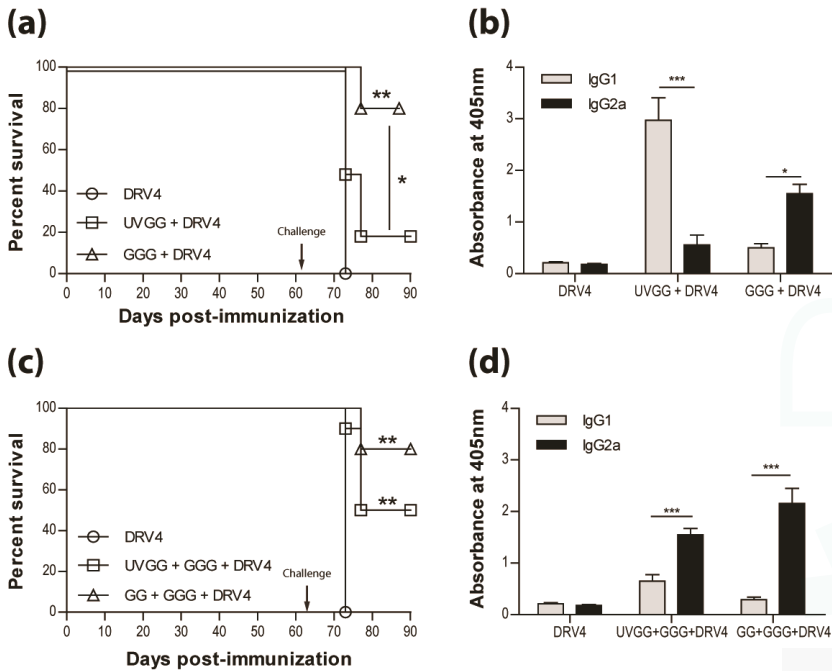 (a)
100
80
60
40
20
0
Percent survival
DRV4
UVGG + DRV4
GGG + DRV4
Challenge
**
*
0 10 20 30 40 50 60 70 80 90
Days post-immunization
(b)
4
3
2
1
0
Absorbance at 405nm
IgG1
IgG2a
***
*
DRV4 UVGG + DRV4 GGG + DRV4
(c)
100
80
60
40
20
0
Percent survival
DRV4
UVGG + GGG + DRV4
GG + GGG + DRV4
Challenge
**
**
0 10 20 30 40 50 60 70 80 90
Days post-immunization
(d)
4
3
2
1
0
Absorbance at 405nm
IgG1
IgG2a
***
***
DRV4 UVGG+GGG+DRV4 GG+GGG+DRV4